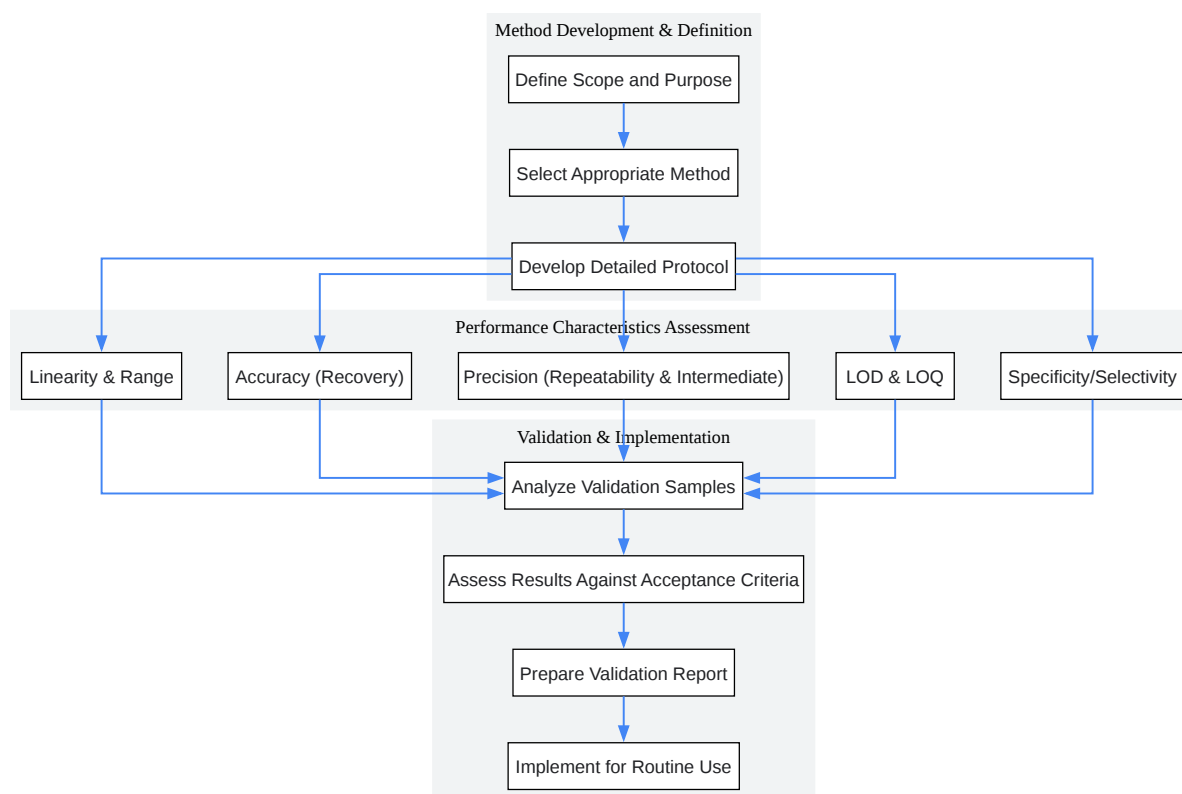 Method Development & Definition
Define Scope and Purpose
Select Appropriate Method
Develop Detailed Protocol
Performance Characteristics Assessment
Linearity & Range
Accuracy (Recovery)
Precision (Repeatability & Intermediate)
LOD & LOQ
Specificity/Selectivity
Validation & Implementation
Analyze Validation Samples
Assess Results Against Acceptance Criteria
Prepare Validation Report
Implement for Routine Use